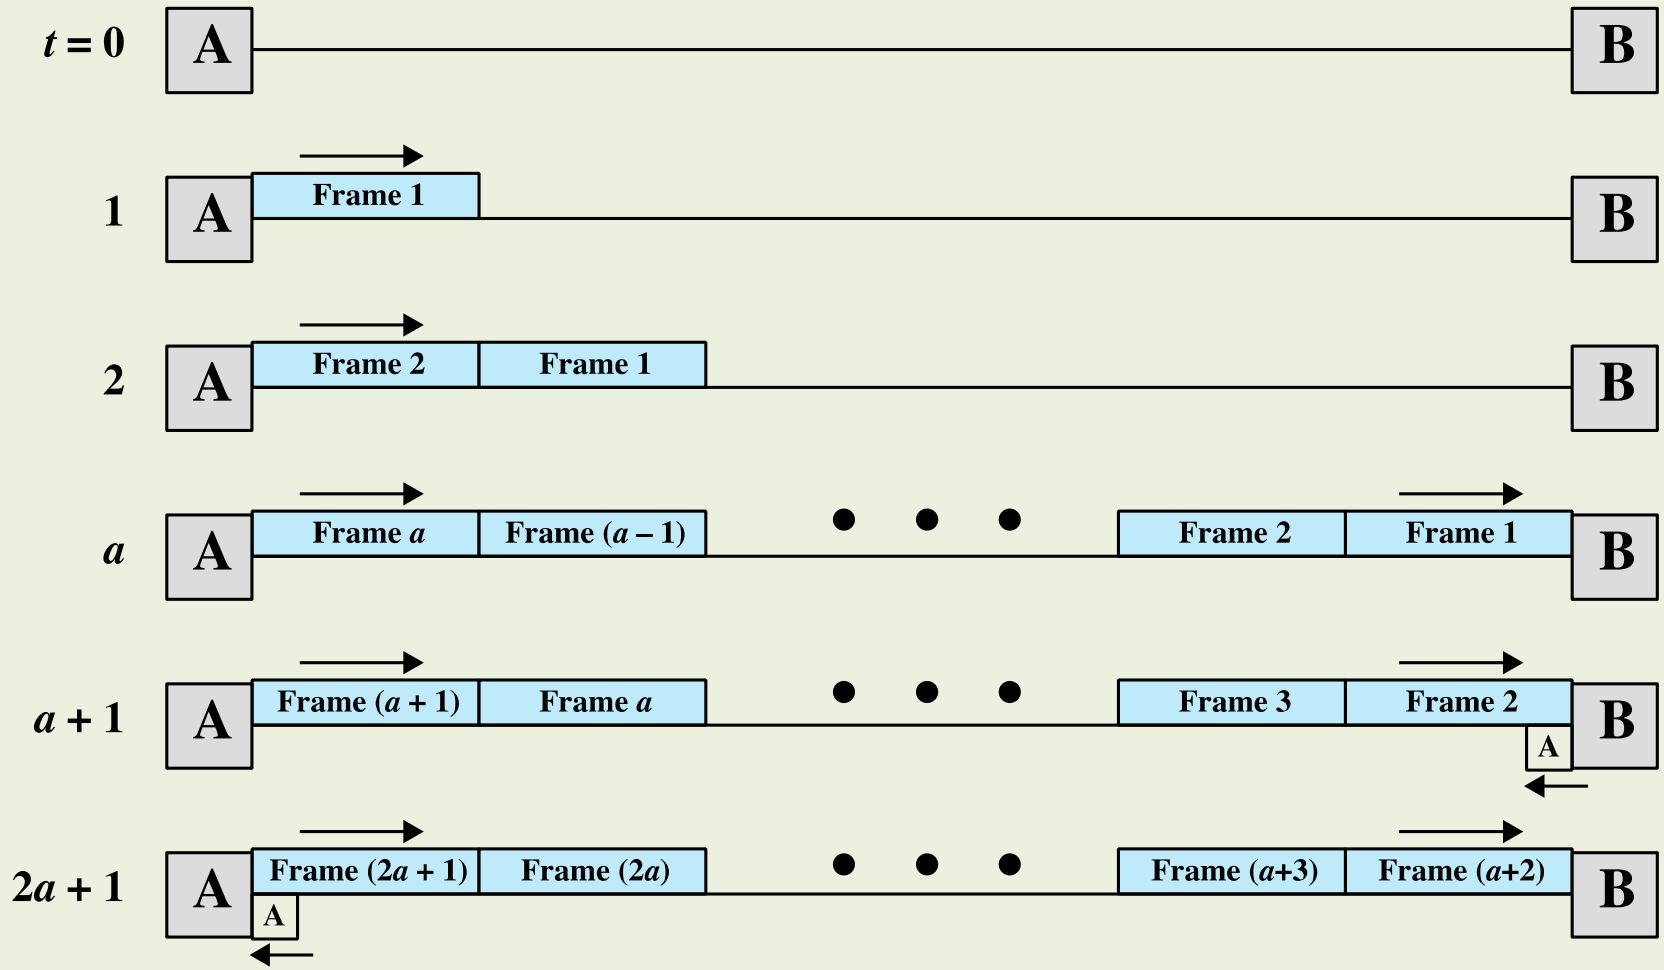 t = 0 A B
1 A Frame 1 B
2 A Frame 2 Frame 1 B
a A Frame a Frame (a – 1) Frame 2 Frame 1 B
a + 1 A Frame (a + 1) Frame a Frame 3 Frame 2 B
A
2a + 1 A Frame (2a + 1) Frame (2a) Frame (a+3) Frame (a+2) B
A